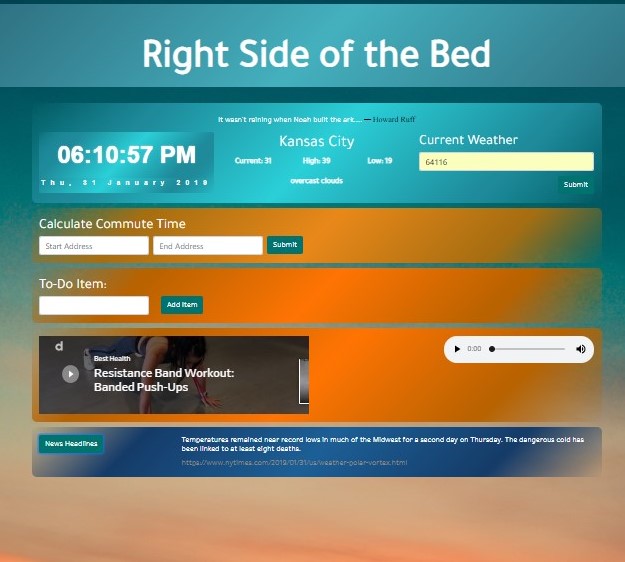 Right Side of the Bed
It wasn't raining when Noah built the ark.... — Howard Ruff
06:10:57 PM
Thu, 31 January 2019
Kansas City
Current: 31 High: 39 Low: 19
overcast clouds
Current Weather
64116
Submit
Calculate Commute Time
Start Address End Address Submit
To-Do Item:
Add Item
d
Best Health
Resistance Band Workout:
Banded Push-Ups
0:00
News Headlines
Temperatures remained near record lows in much of the Midwest for a second day on Thursday. The dangerous cold has
been linked to at least eight deaths.
https://www.nytimes.com/2019/01/31/us/weather-polar-vortex.html